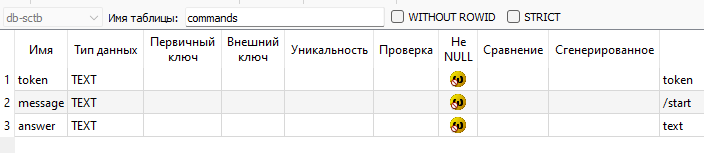 db-sctb Имя таблицы: commands WITHOUT ROWID STRICT
Имя Тип данных Первичный ключ Внешний ключ Уникальность Проверка Не NULL Сравнение Сгенерированное
1 token TEXT token
2 message TEXT /start
3 answer TEXT text